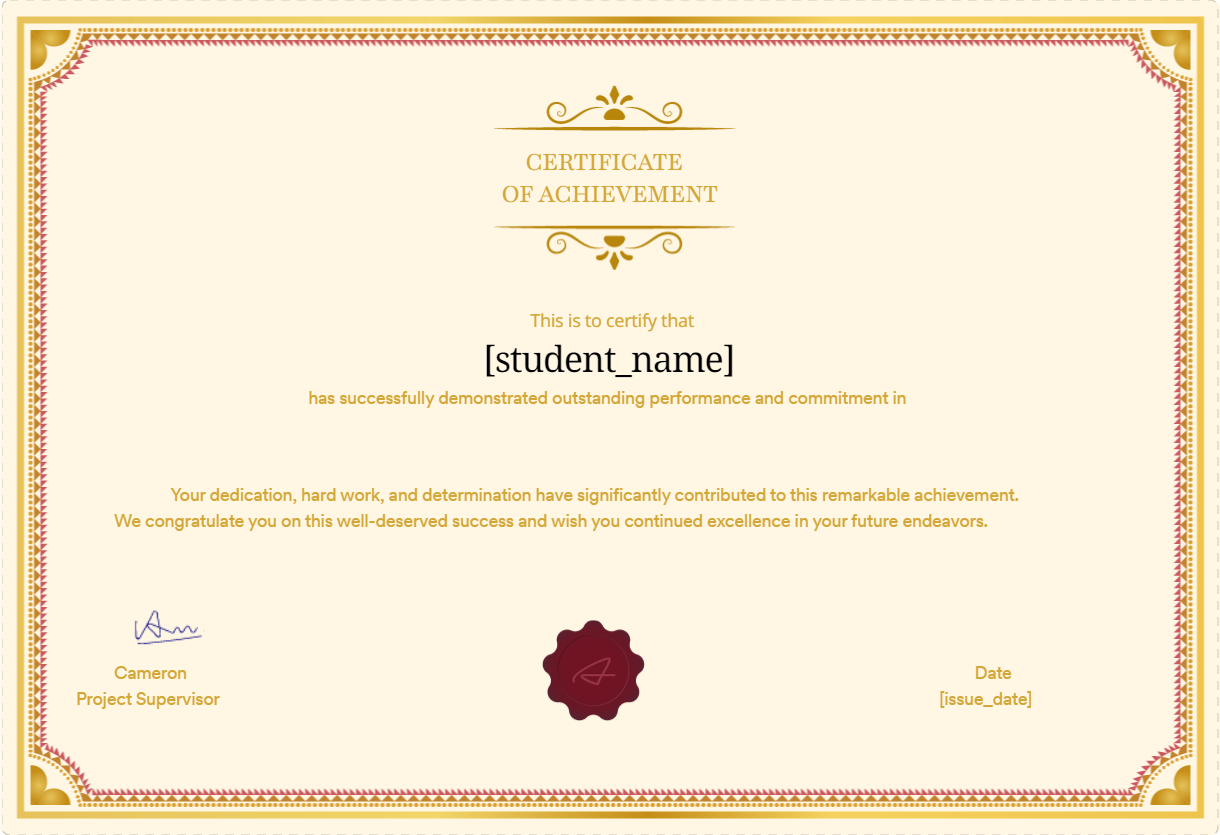 CERTIFICATE
OF ACHIEVEMENT
This is to certify that
[student_name]
has successfully demonstrated outstanding performance and commitment in
Your dedication, hard work, and determination have significantly contributed to this remarkable achievement.
We congratulate you on this well-deserved success and wish you continued excellence in your future endeavors.
Cameron
Project Supervisor
Date
[issue_date]